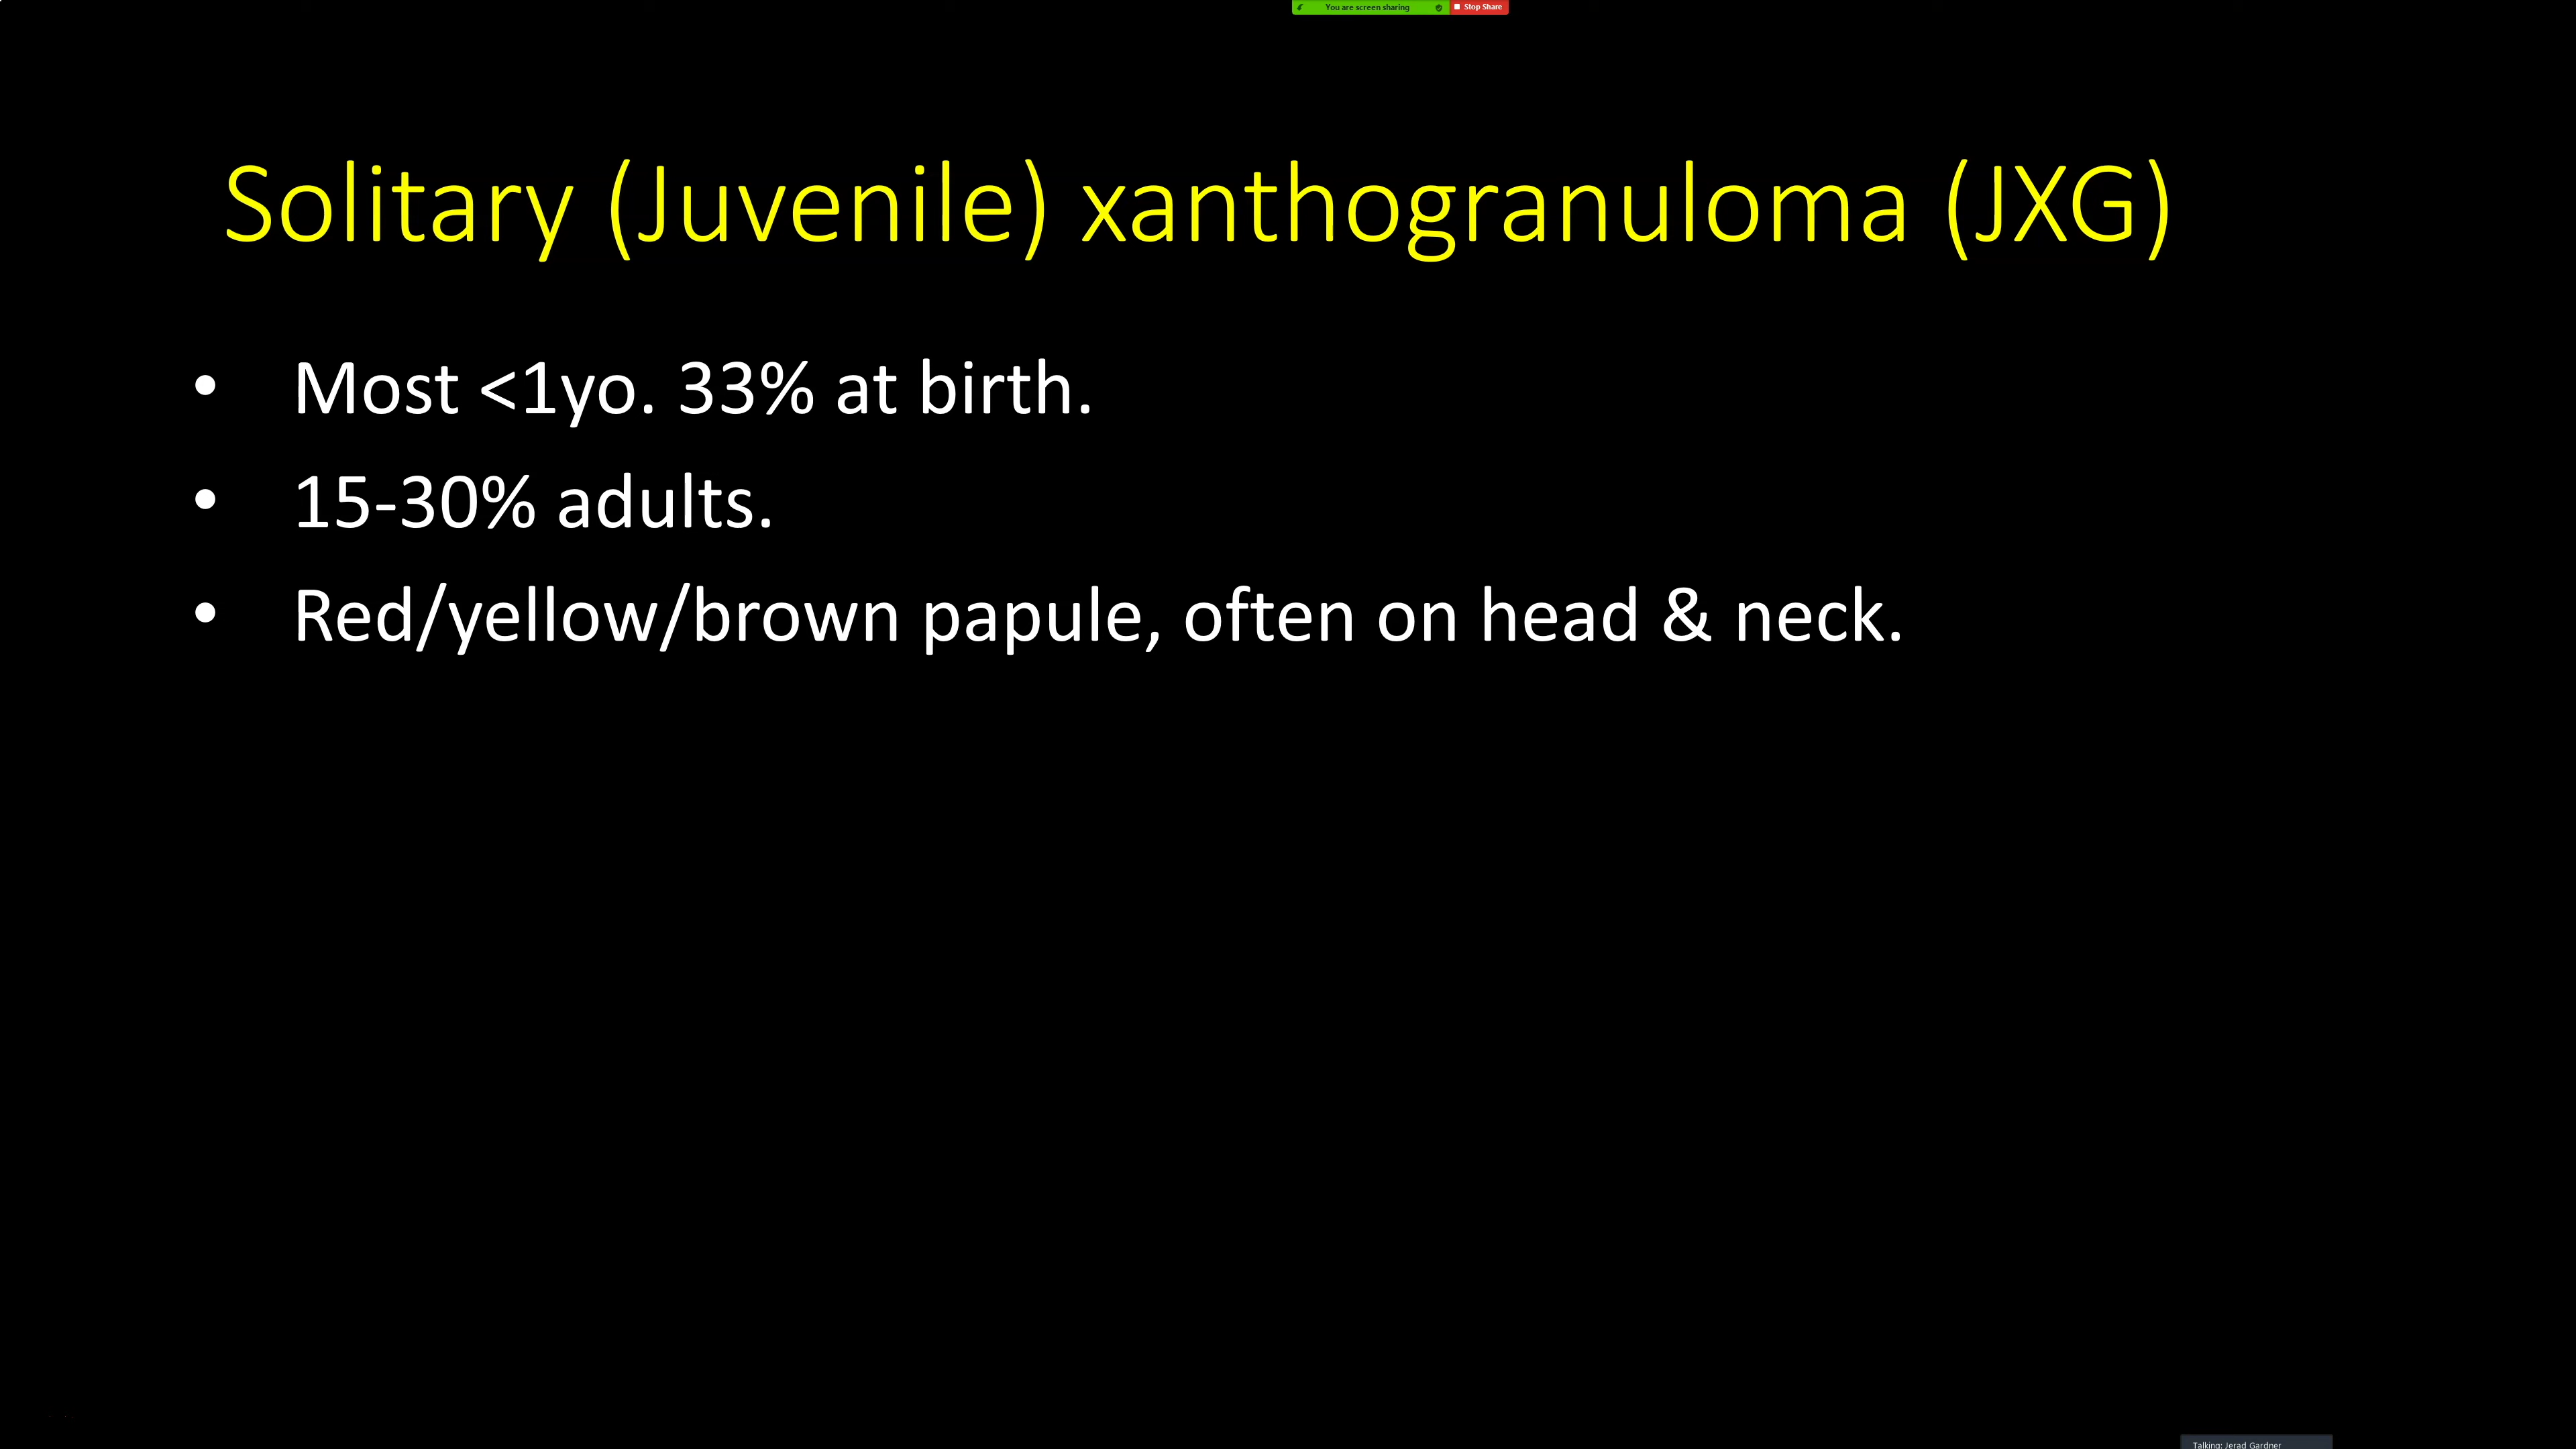 You are screen sharing
Stop Share
Solitary (Juvenile) xanthogranuloma (JXG)
• Most <1yo. 33% at birth.
• 15-30% adults.
• Red/yellow/brown papule, often on head & neck.
Talking: Jerad Gardner